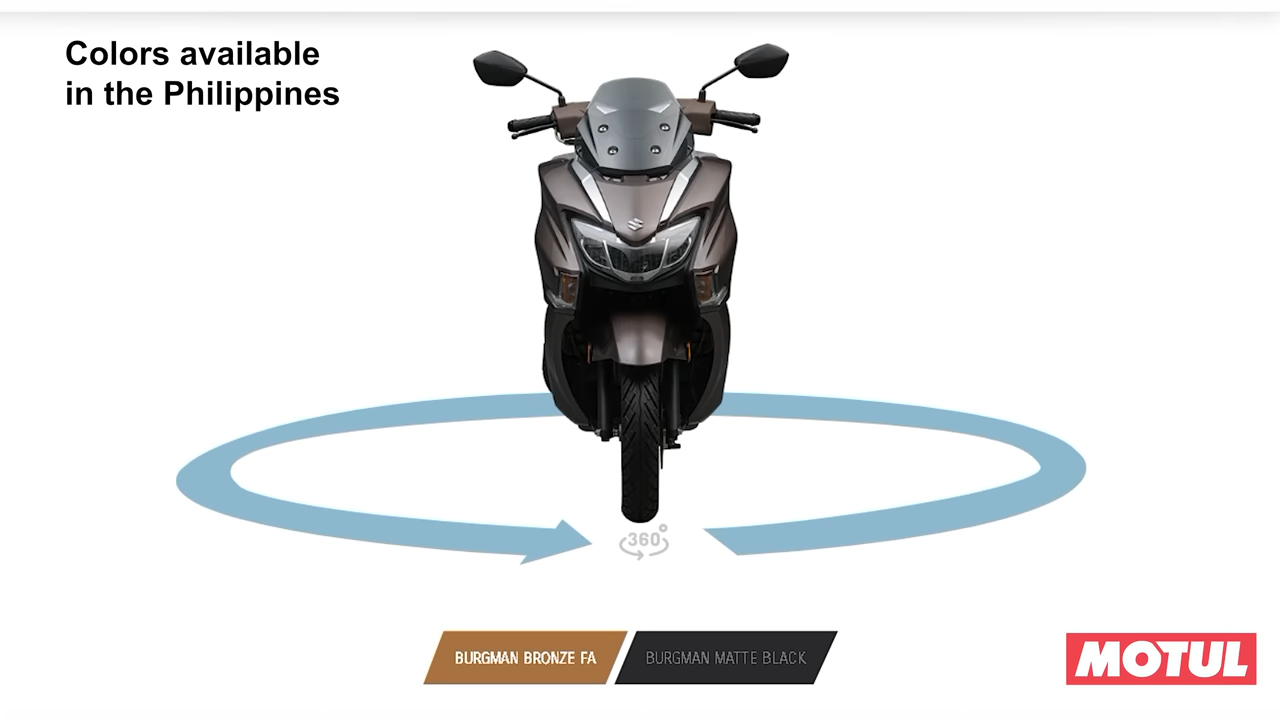 Colors available
in the Philippines
360°
BURGMAN BRONZE FA
BURGMAN MATTE BLACK
MOTUL